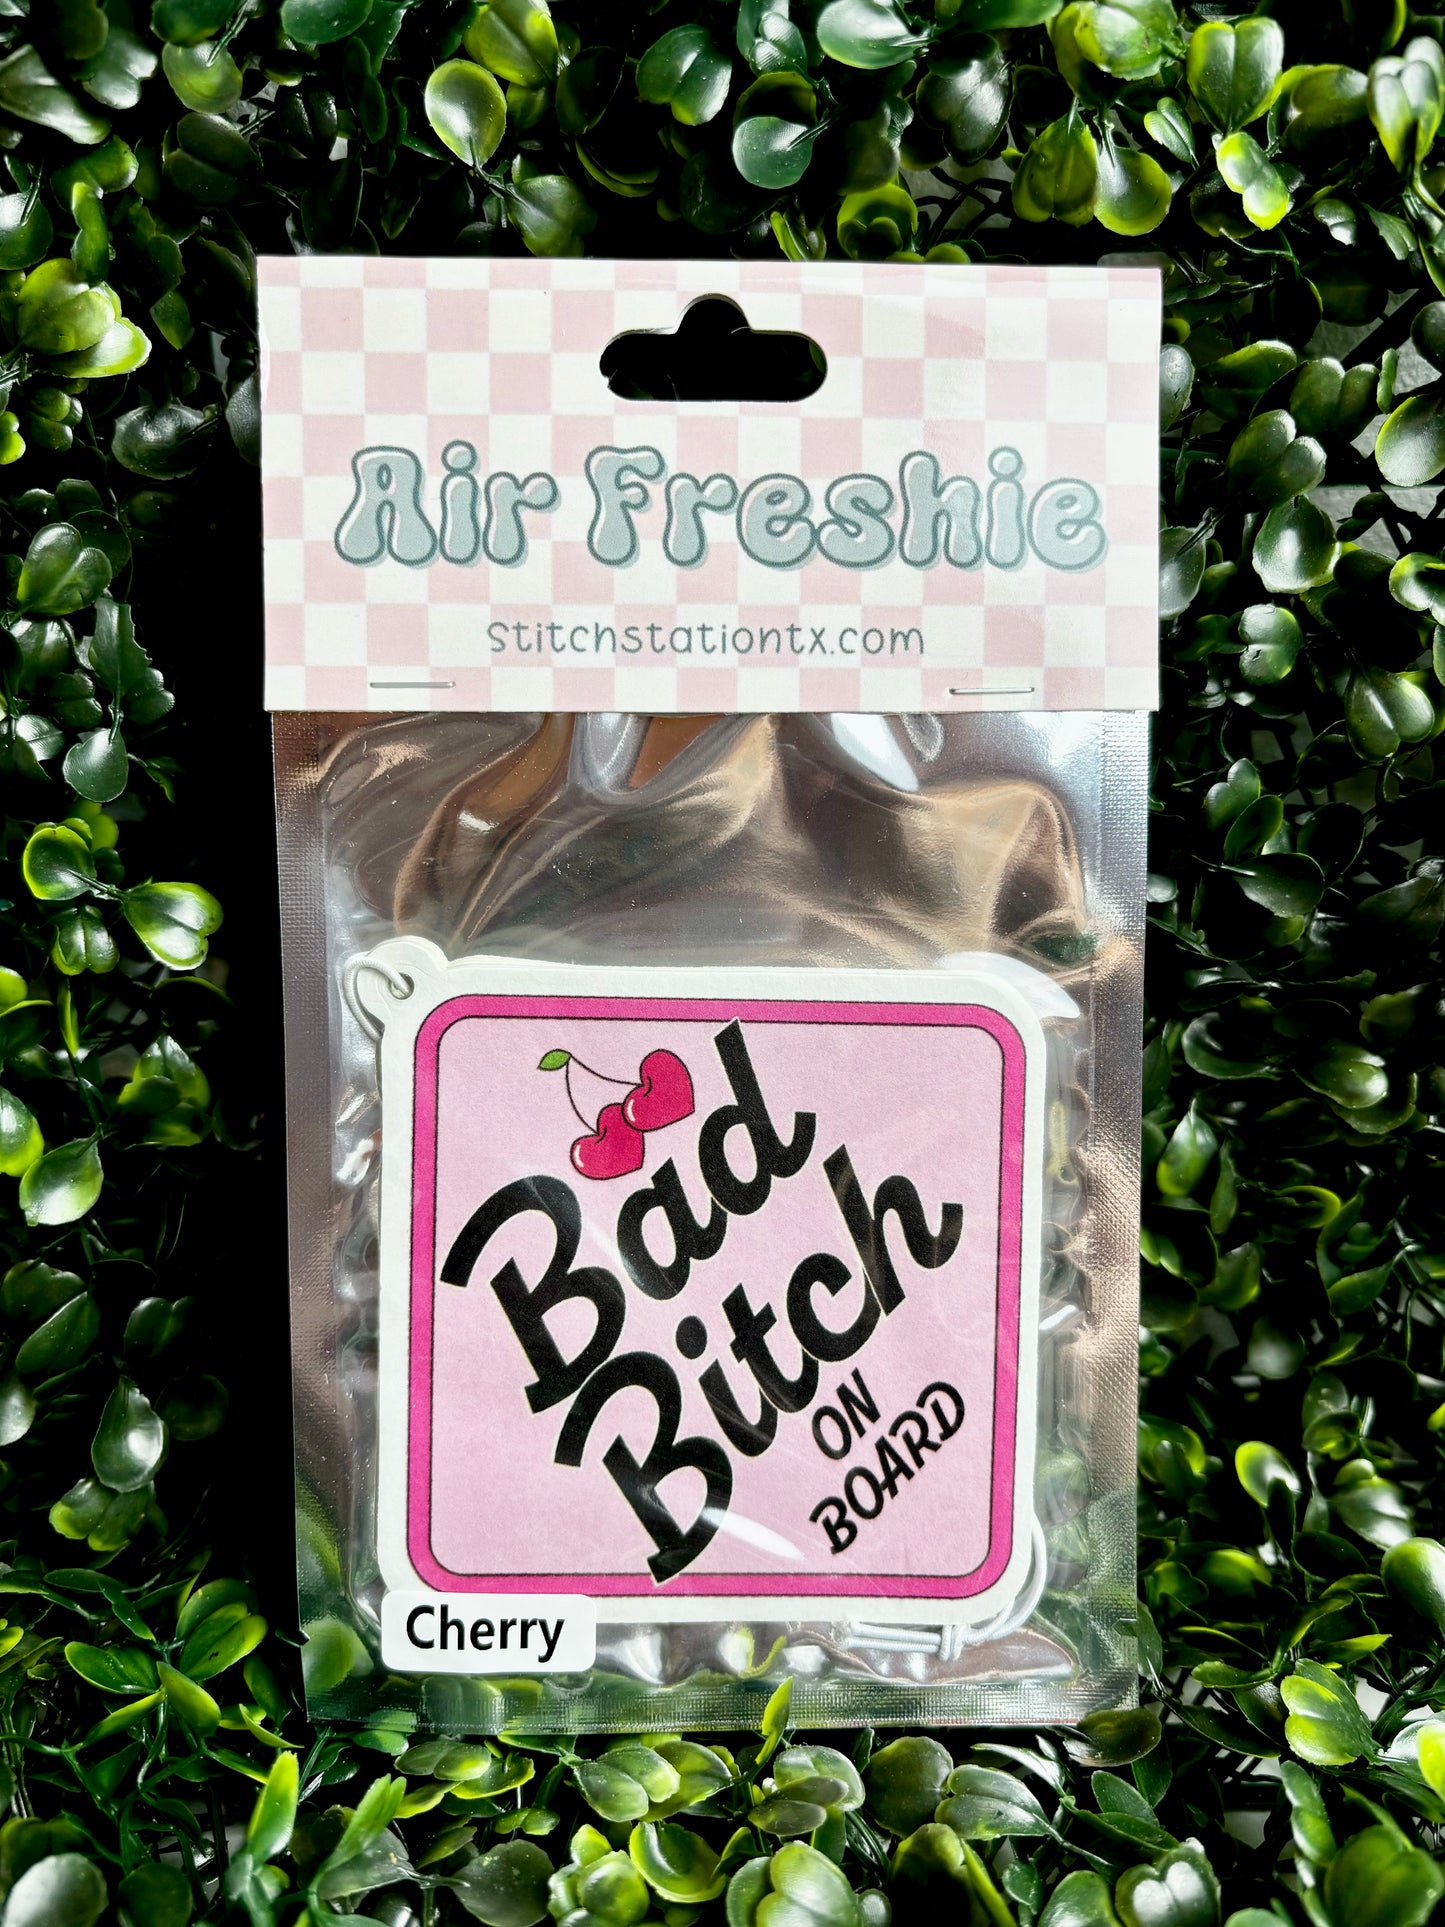 Air Freshie
stitchstationtx.com
Bad
Bitch
ON
BOARD
Cherry